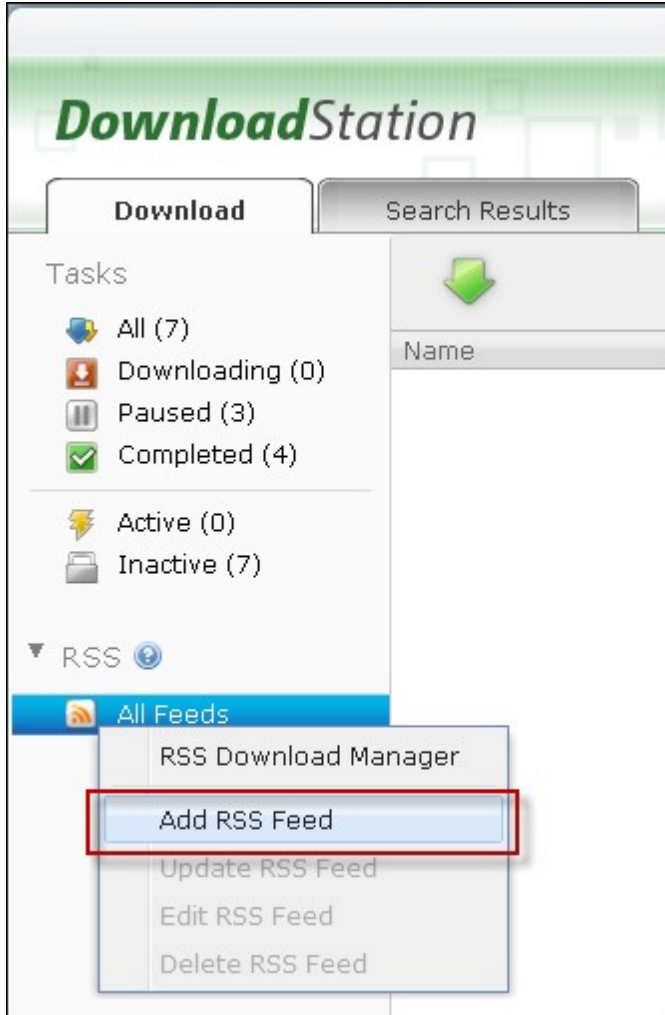 DownloadStation
Download
Search Results
Tasks
All (7)
Downloading (0)
Paused (3)
Completed (4)
Active (0)
Inactive (7)
Name
RSS
All Feeds
RSS Download Manager
Add RSS Feed
Update RSS Feed
Edit RSS Feed
Delete RSS Feed